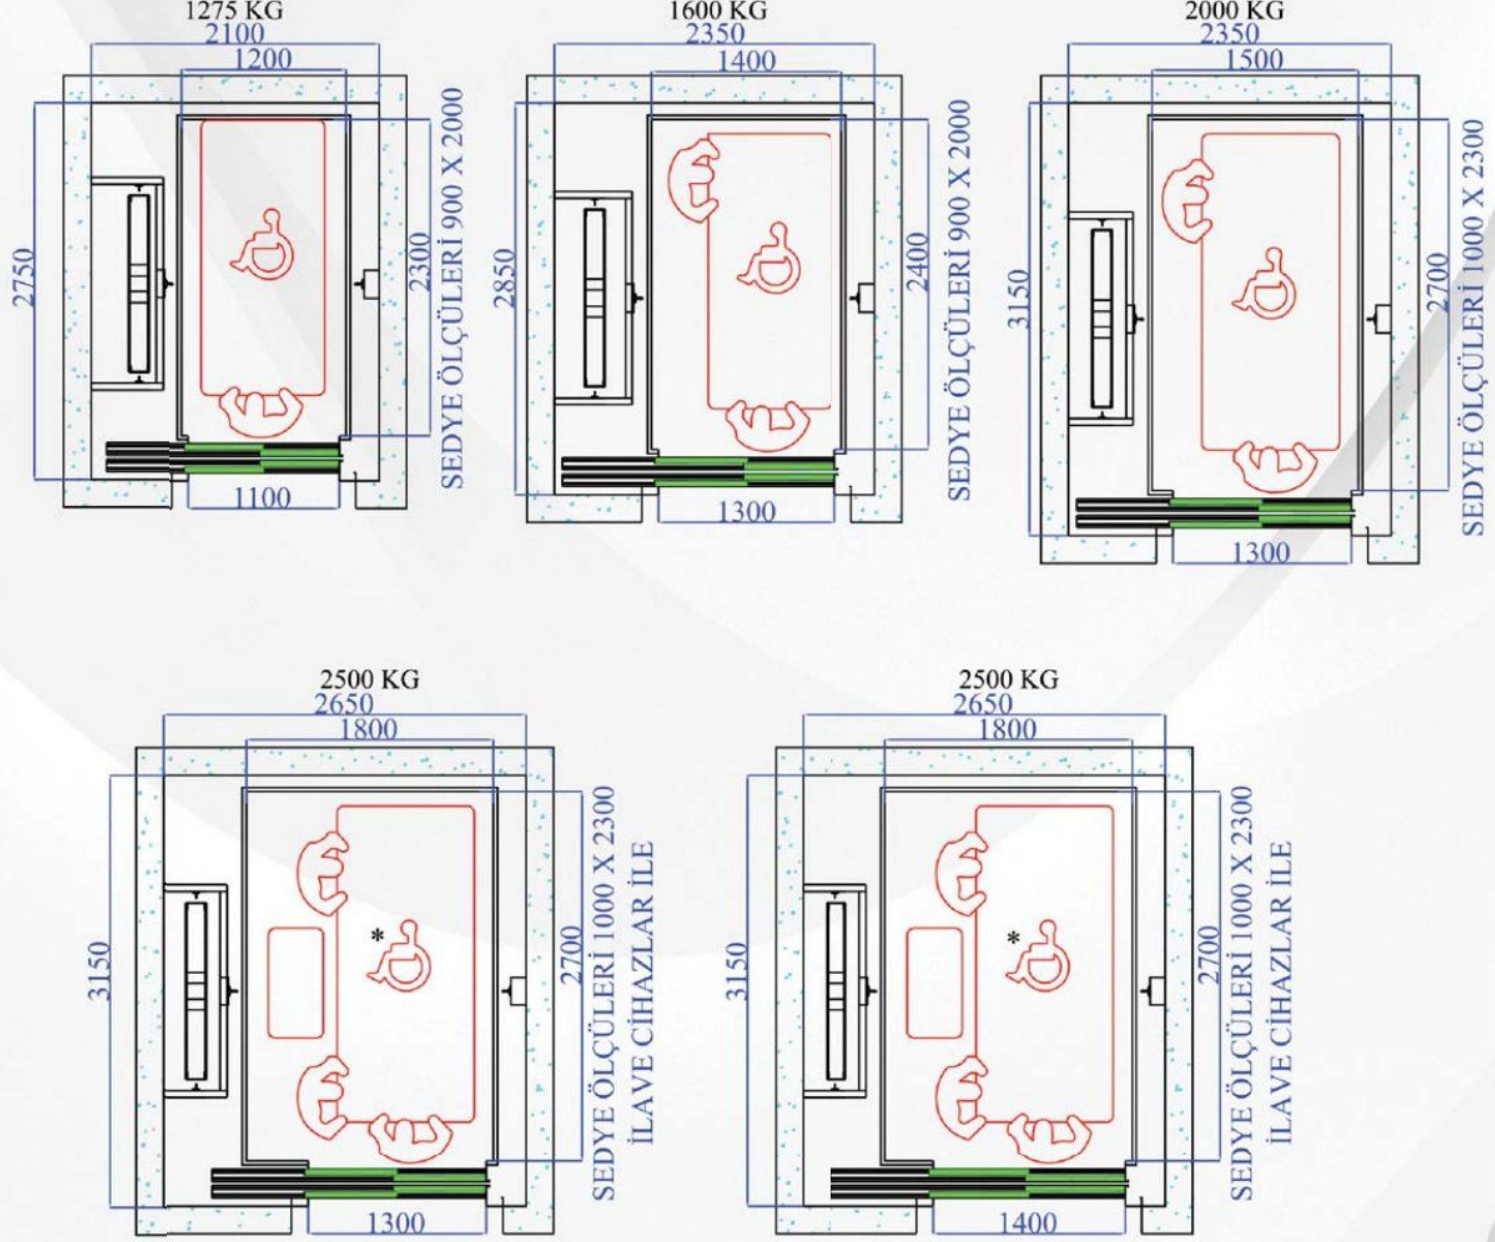 1275 KG
2100
1200
2750
2300
SEDYE ÖLÇÜLERİ 900 X 2000
1100
1600 KG
2350
1400
2850
2400
SEDYE ÖLÇÜLERİ 900 X 2000
1300
2000 KG
2350
1500
3150
2700
SEDYE ÖLÇÜLERİ 1000 X 2300
1300
2500 KG
2650
1800
3150
*
2700
SEDYE ÖLÇÜLERİ 1000 X 2300
İLAVE CİHAZLAR İLE
1300
2500 KG
2650
1800
3150
*
2700
SEDYE ÖLÇÜLERİ 1000 X 2300
İLAVE CİHAZLAR İLE
1400